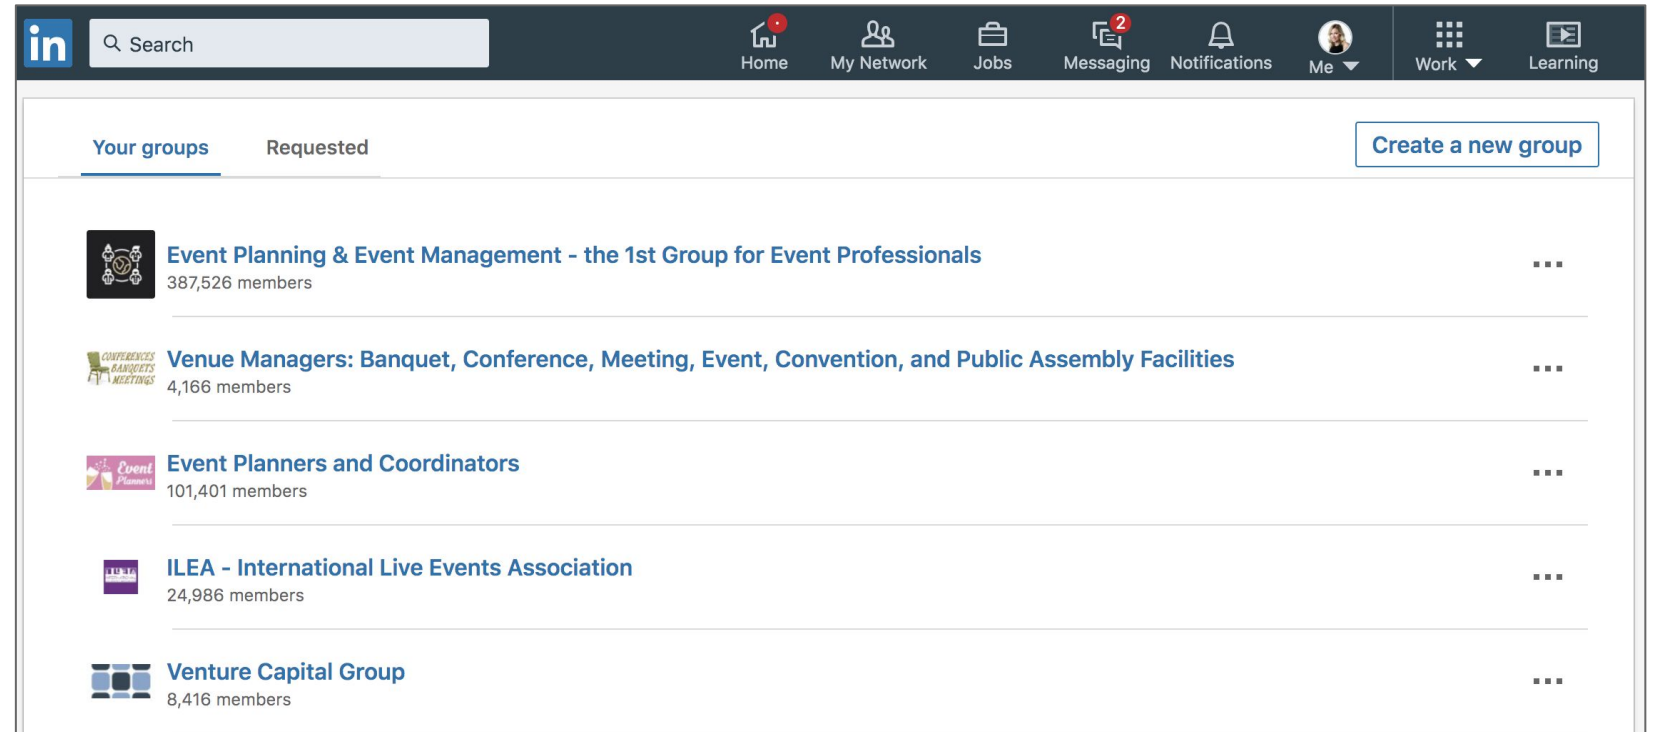 in
Search
2
Home
My Network
Jobs
Messaging
Notifications
Me
Work
Learning
Your groups
Requested
Create a new group
Event Planning & Event Management - the 1st Group for Event Professionals
387,526 members
CONFERENCES
BANQUETS
MEETINGS
Venue Managers: Banquet, Conference, Meeting, Event, Convention, and Public Assembly Facilities
4,166 members
Event
Planners
Event Planners and Coordinators
101,401 members
ILEA - International Live Events Association
24,986 members
Venture Capital Group
8,416 members